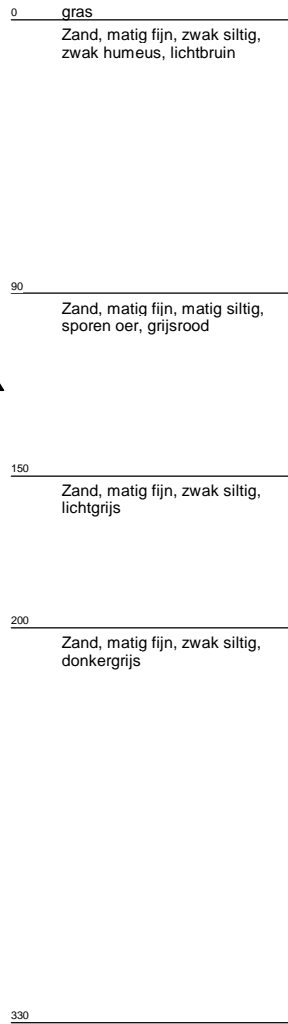 0 gras
Zand, matig fijn, zwak siltig,
zwak humeus, lichtbruin
90
Zand, matig fijn, matig siltig,
sporen oer, grijsrood
150
Zand, matig fijn, zwak siltig,
lichtgrijs
200
Zand, matig fijn, zwak siltig,
donkergrijs
330